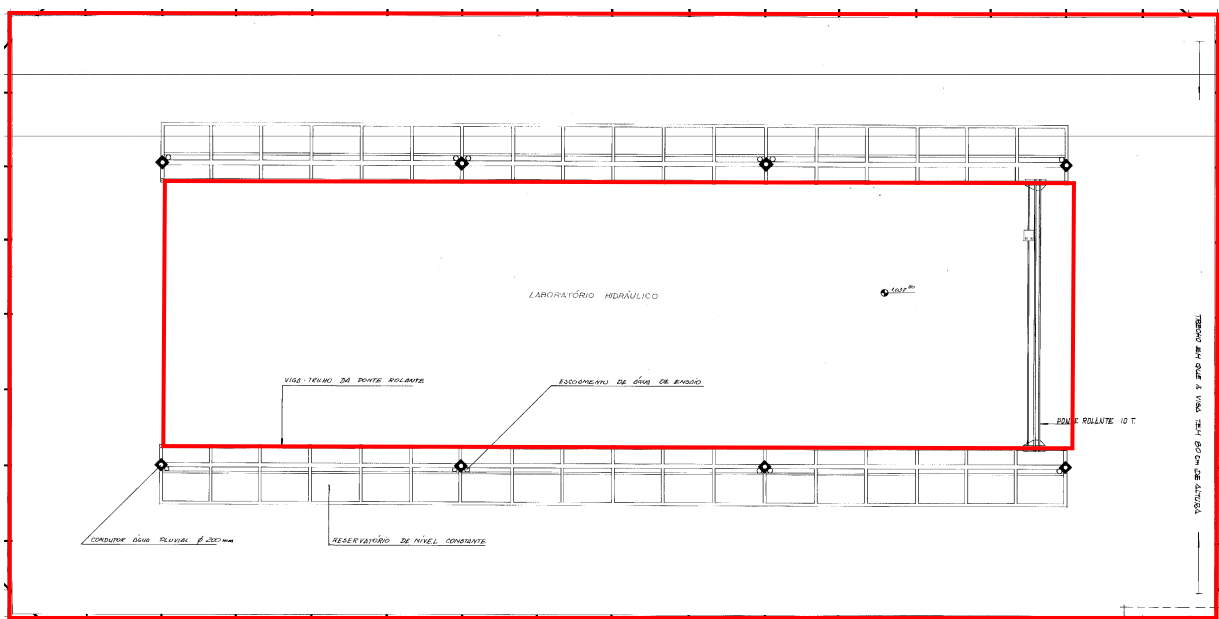 LABORATÓRIO HIDRÁULICO
VIGA-TRILHO DA PONTE ROLANTE
ESCOAMENTO DE ÁGUA DE ENSAIO
PONTE ROLANTE 10 T.
TRECHO EM QUE A VIGA TEM 80 CM DE ALTURA
CONDUTOR ÁGUA PLUVIAL Ø 200 mm
RESERVATÓRIO DE NÍVEL CONSTANTE